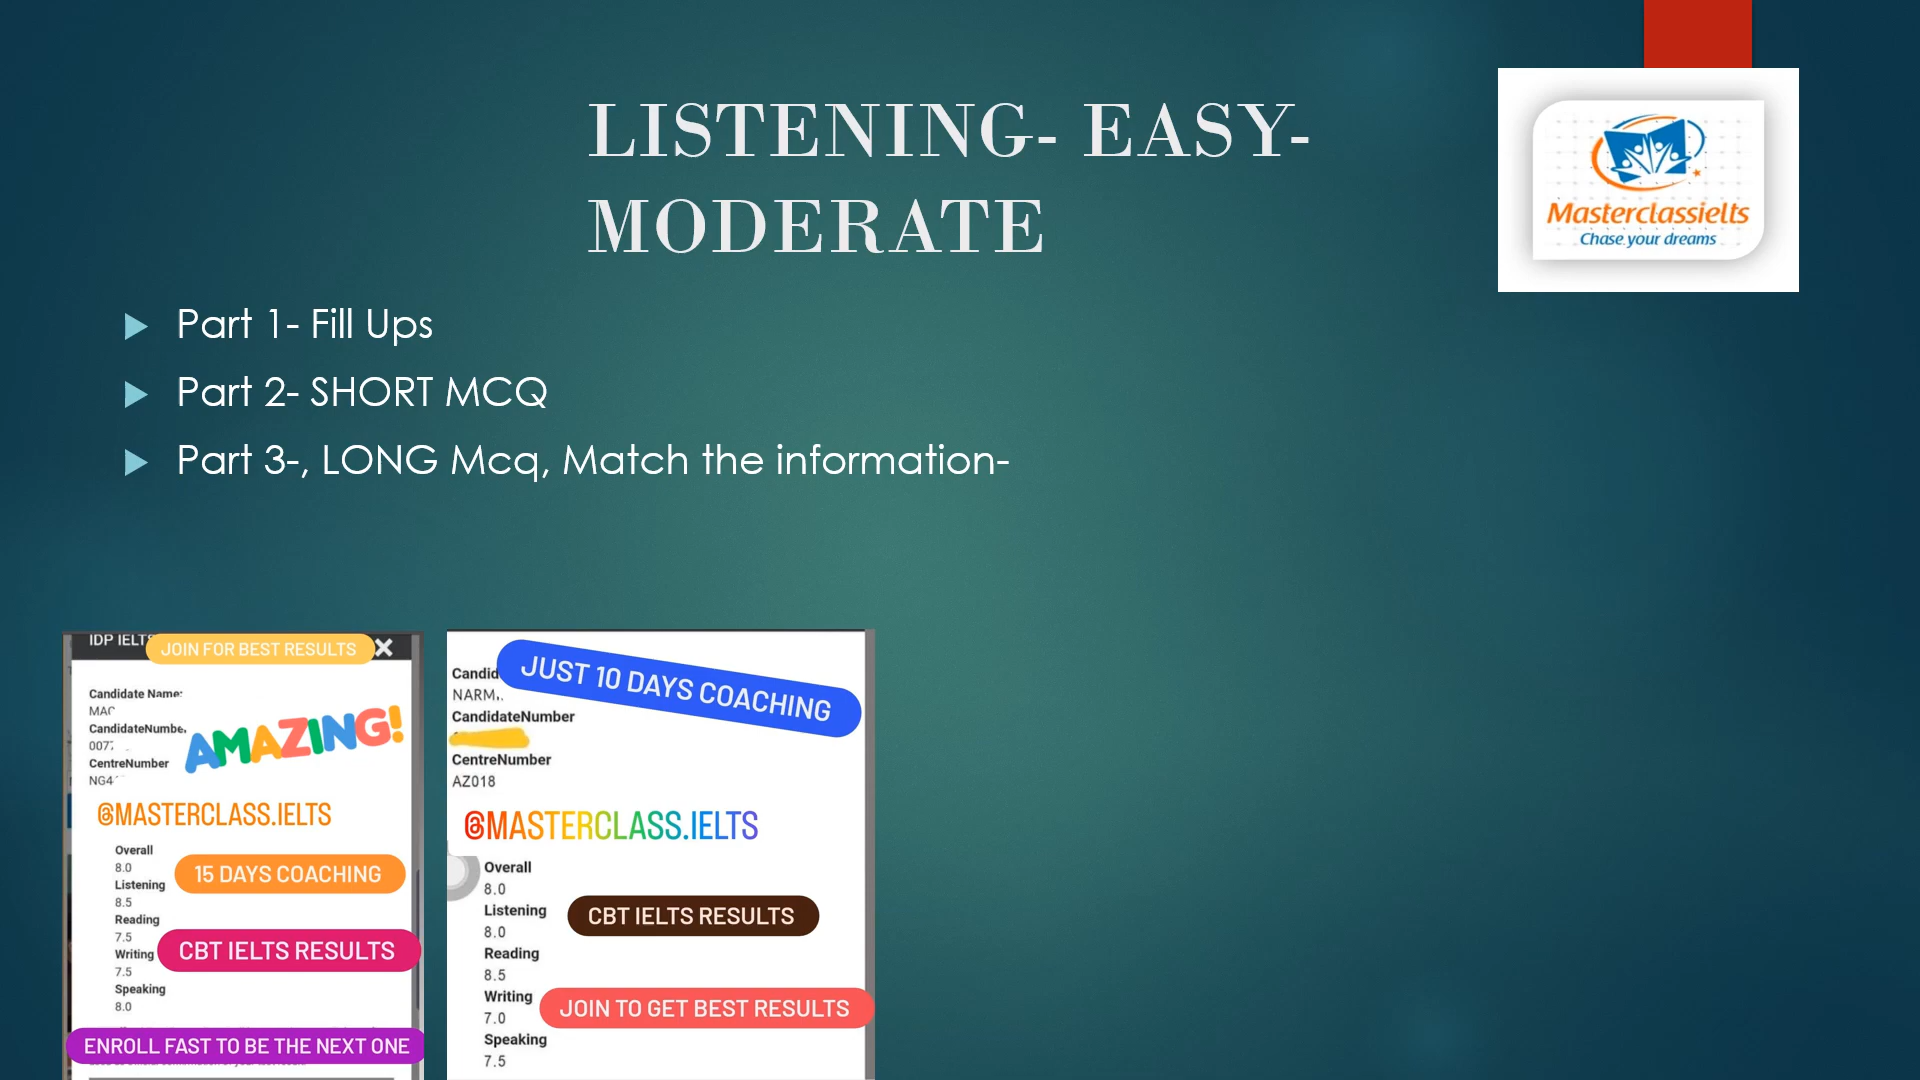 LISTENING- EASY-
MODERATE
Masterclassielts
Chase your dreams
Part 1- Fill Ups
Part 2- SHORT MCQ
Part 3-, LONG Mcq, Match the information-
IDP IELTS
JOIN FOR BEST RESULTS
Candidate Name:
CandidateNumber
CentreNumber
AMAZING!
@MASTERCLASS.IELTS
Overall
8.0
15 DAYS COACHING
Listening
8.5
Reading
7.5
CBT IELTS RESULTS
Writing
7.5
Speaking
8.0
ENROLL FAST TO BE THE NEXT ONE
JUST 10 DAYS COACHING
CandidateNumber
CentreNumber
AZ018
@MASTERCLASS.IELTS
Overall
8.0
Listening
8.0
CBT IELTS RESULTS
Reading
8.5
Writing
7.0
JOIN TO GET BEST RESULTS
Speaking
7.5